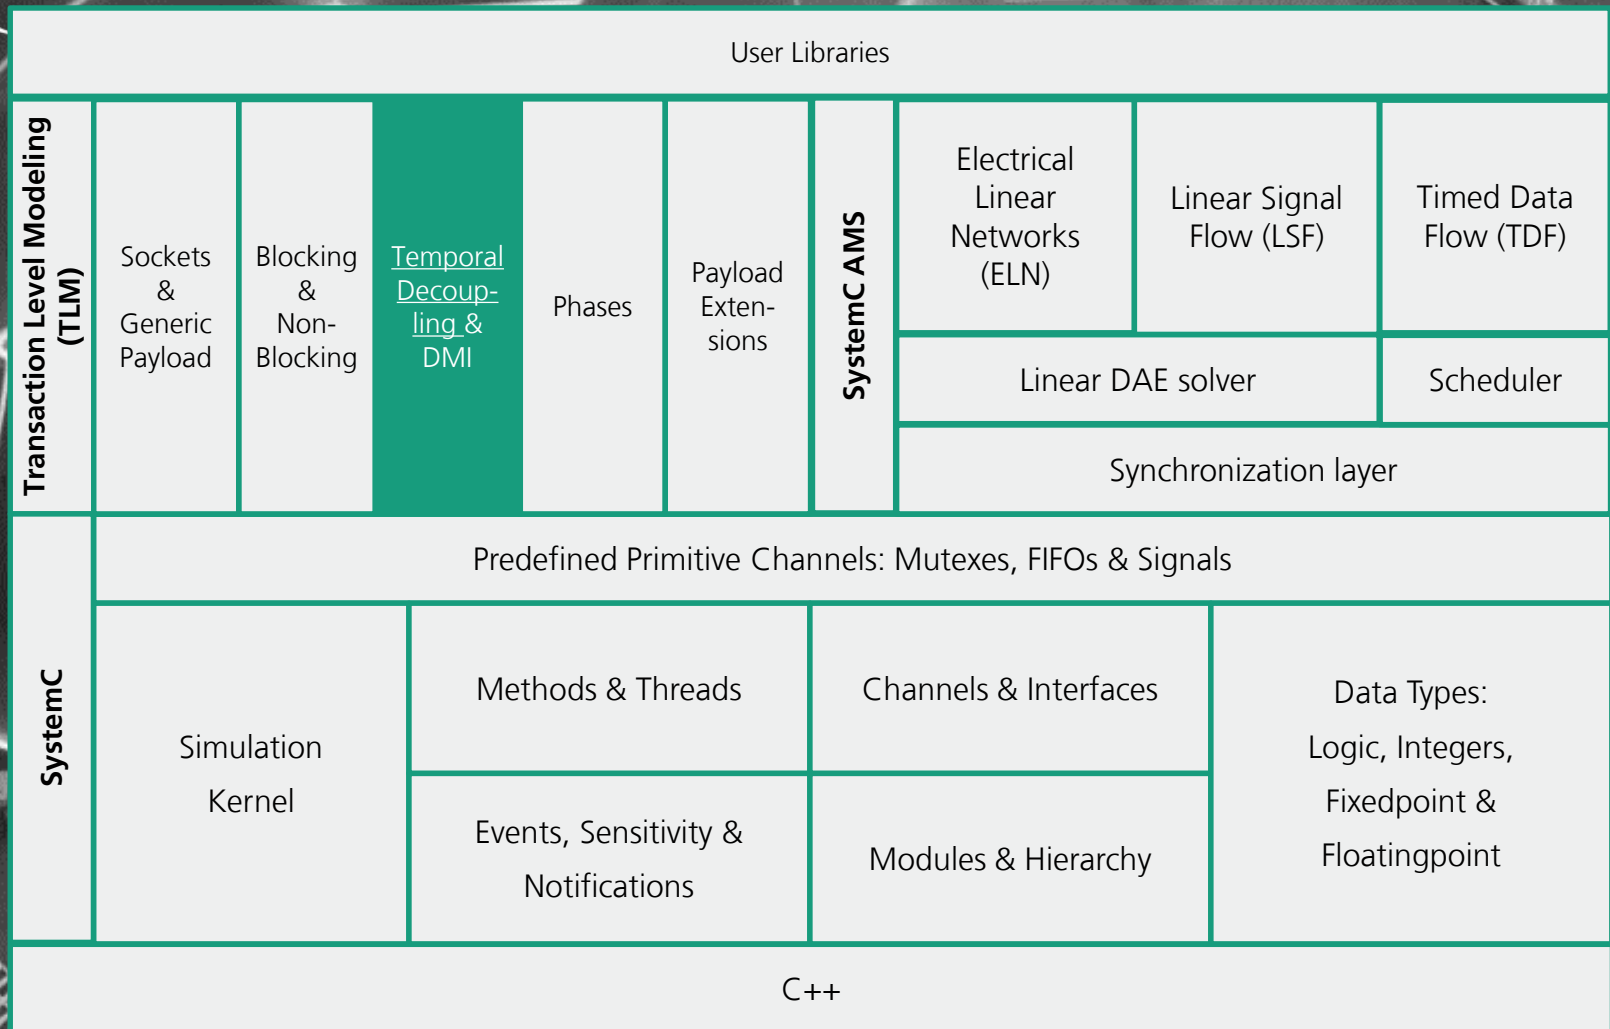 User Libraries
Transaction Level Modeling
(TLM)
Sockets
&
Generic
Payload
Blocking
&
Non-
Blocking
Temporal
Decoup-
ling &
DMI
Phases
Payload
Exten-
sions
SystemC AMS
Electrical
Linear
Networks
(ELN)
Linear Signal
Flow (LSF)
Timed Data
Flow (TDF)
Linear DAE solver
Scheduler
Synchronization layer
SystemC
Predefined Primitive Channels: Mutexes, FIFOs & Signals
Simulation
Kernel
Methods & Threads
Channels & Interfaces
Events, Sensitivity &
Notifications
Modules & Hierarchy
Data Types:
Logic, Integers,
Fixedpoint &
Floatingpoint
C++